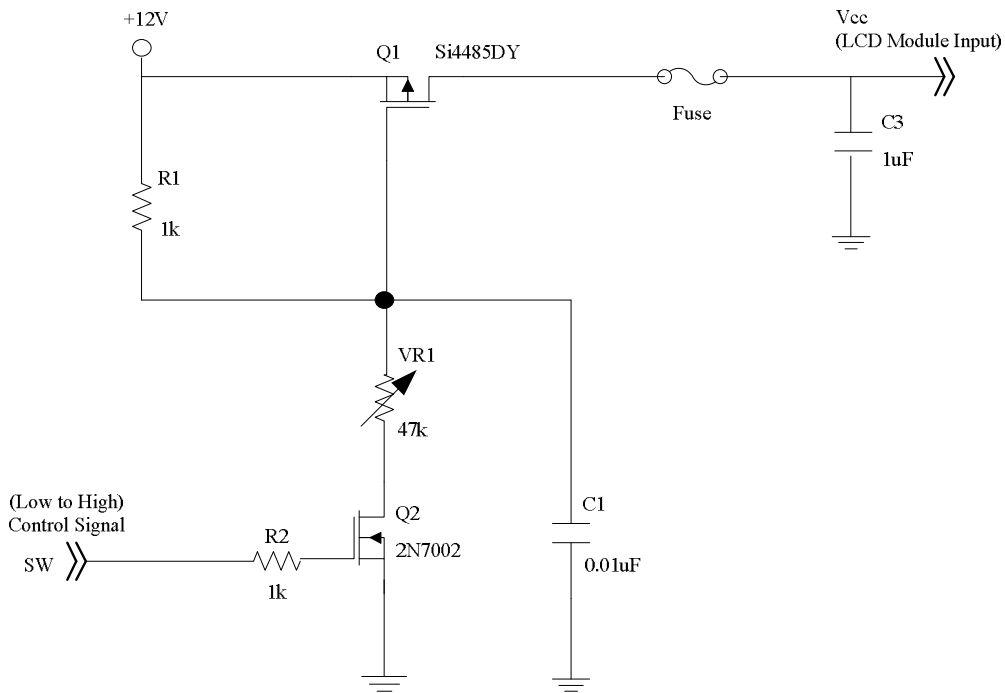 +12V
Q1
Si4485DY
Vcc
(LCD Module Input)
Fuse
C3
1uF
R1
1k
VR1
47k
(Low to High)
Control Signal
SW
R2
1k
Q2
2N7002
C1
0.01uF